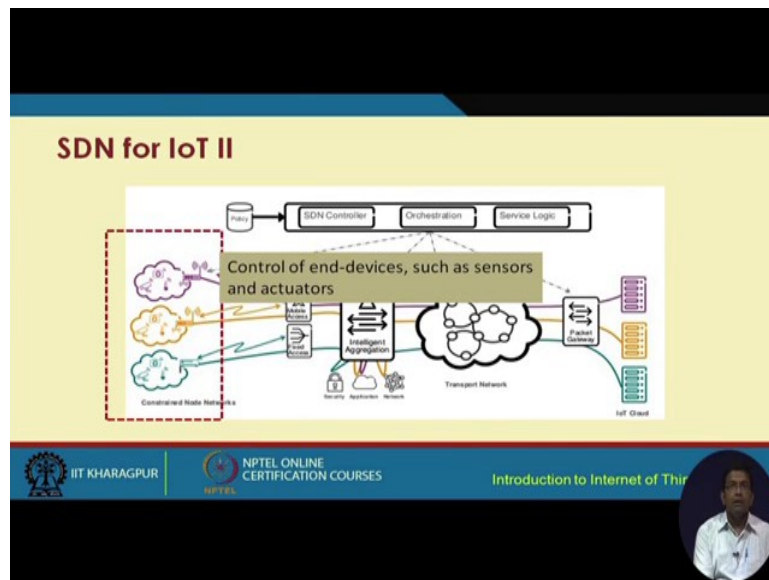 SDN for IoT II
Policy
SDN Controller
Orchestration
Service Logic
Control of end-devices, such as sensors
and actuators
Mobile
Access
Fixed
Access
Intelligent
Aggregation
Packet
Gateway
Security
Application
Network
Transport Network
Constrained Node Networks
IoT Cloud
IIT KHARAGPUR
NPTEL
NPTEL ONLINE
CERTIFICATION COURSES
Introduction to Internet of Thin